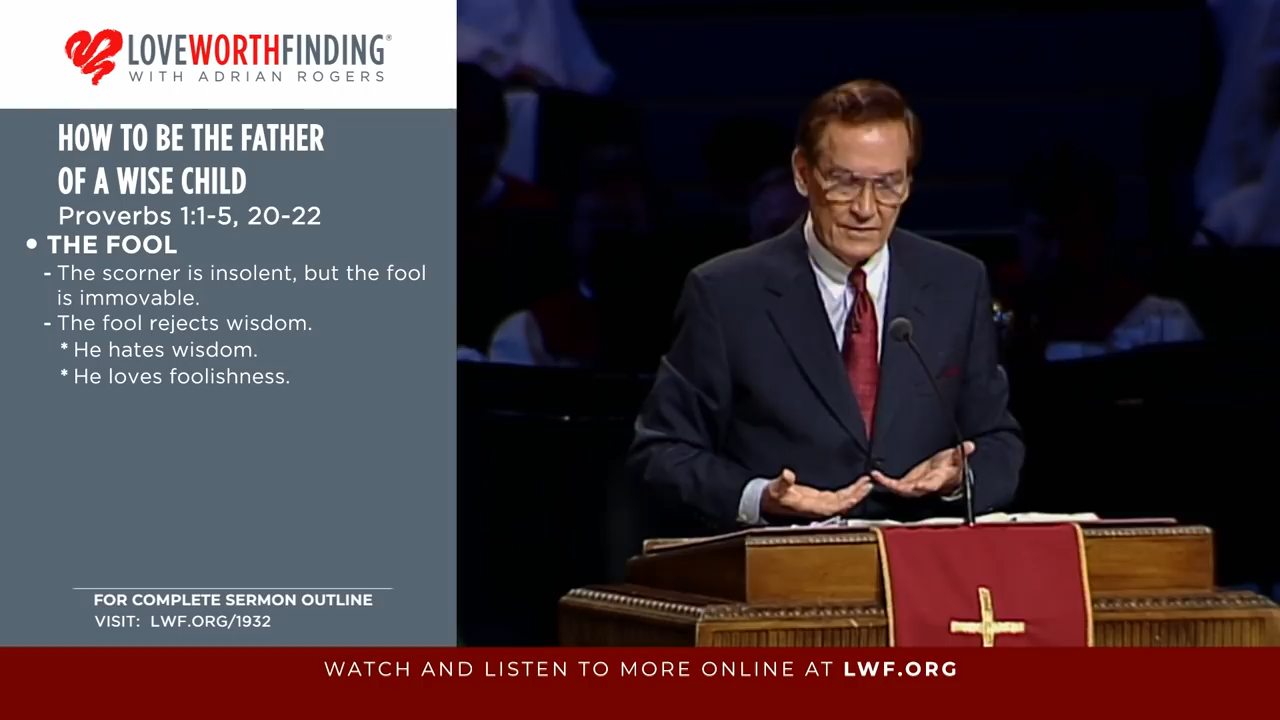 LOVEWORTHFINDING®
WITH ADRIAN ROGERS
HOW TO BE THE FATHER
OF A WISE CHILD
Proverbs 1:1-5, 20-22
• THE FOOL
- The scorner is insolent, but the fool
is immovable.
- The fool rejects wisdom.
* He hates wisdom.
* He loves foolishness.
FOR COMPLETE SERMON OUTLINE
VISIT: LWF.ORG/1932
WATCH AND LISTEN TO MORE ONLINE AT LWF.ORG